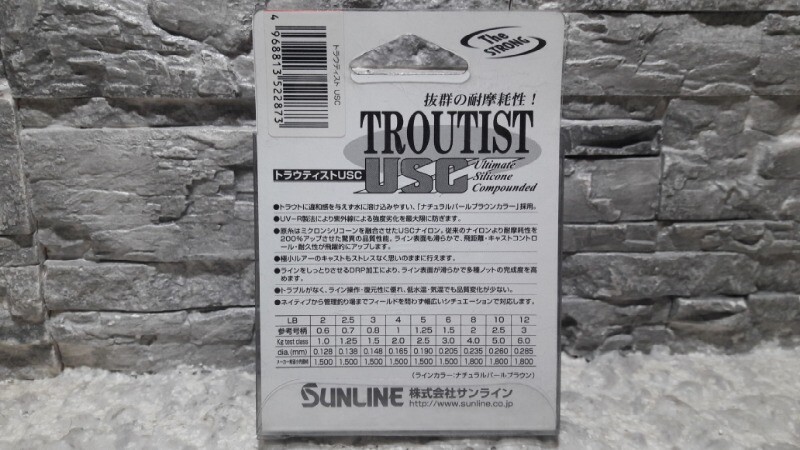 4 968813 522873
トラウティスト USC
The STRONG
抜群の耐摩耗性！
TROUTIST
トラウティストUSC
USC
Ultimate
Silicone
Compounded
●トラウトに違和感を与えず水に溶け込みやすい、「ナチュラルパールブラウンカラー」採用。
●UV-R製法により紫外線による強度劣化を最大限に防ぎます。
●原糸はミクロンシリコーンを融合させたUSCナイロン。従来のナイロンより耐摩耗性を
200%アップさせた驚異の品質性能。ライン表面も滑らかで、飛距離・キャストコントロ
ール・耐久性が飛躍的にアップします。
●極小ルアーのキャストもストレスなく思いのままに行えます。
●ラインをしっとりさせるDRP加工により、ライン表面が滑らかで多種ノットの完成度を高
めます。
●トラブルがなく、ライン操作・復元性に優れ、低水温・気温でも品質変化が少ない。
●ネイティブから管理釣り場までフィールドを問わず幅広いシチュエーションで対応します。
LB 2 2.5 3 4 5 6 8 10 12
参考号柄 0.6 0.7 0.8 1 1.25 1.5 2 2.5 3
Kg test class 1.0 1.25 1.5 2.0 2.5 3.0 4.0 5.0 6.0
dia.(mm) 0.128 0.138 0.148 0.165 0.190 0.205 0.235 0.260 0.285
1,500 1,500 1,500 1,500 1,500 1,500 1,800 1,800 1,800
（ラインカラー：ナチュラルパールブラウン）
SUNLINE 株式会社サンライン
http://www.sunline.co.jp